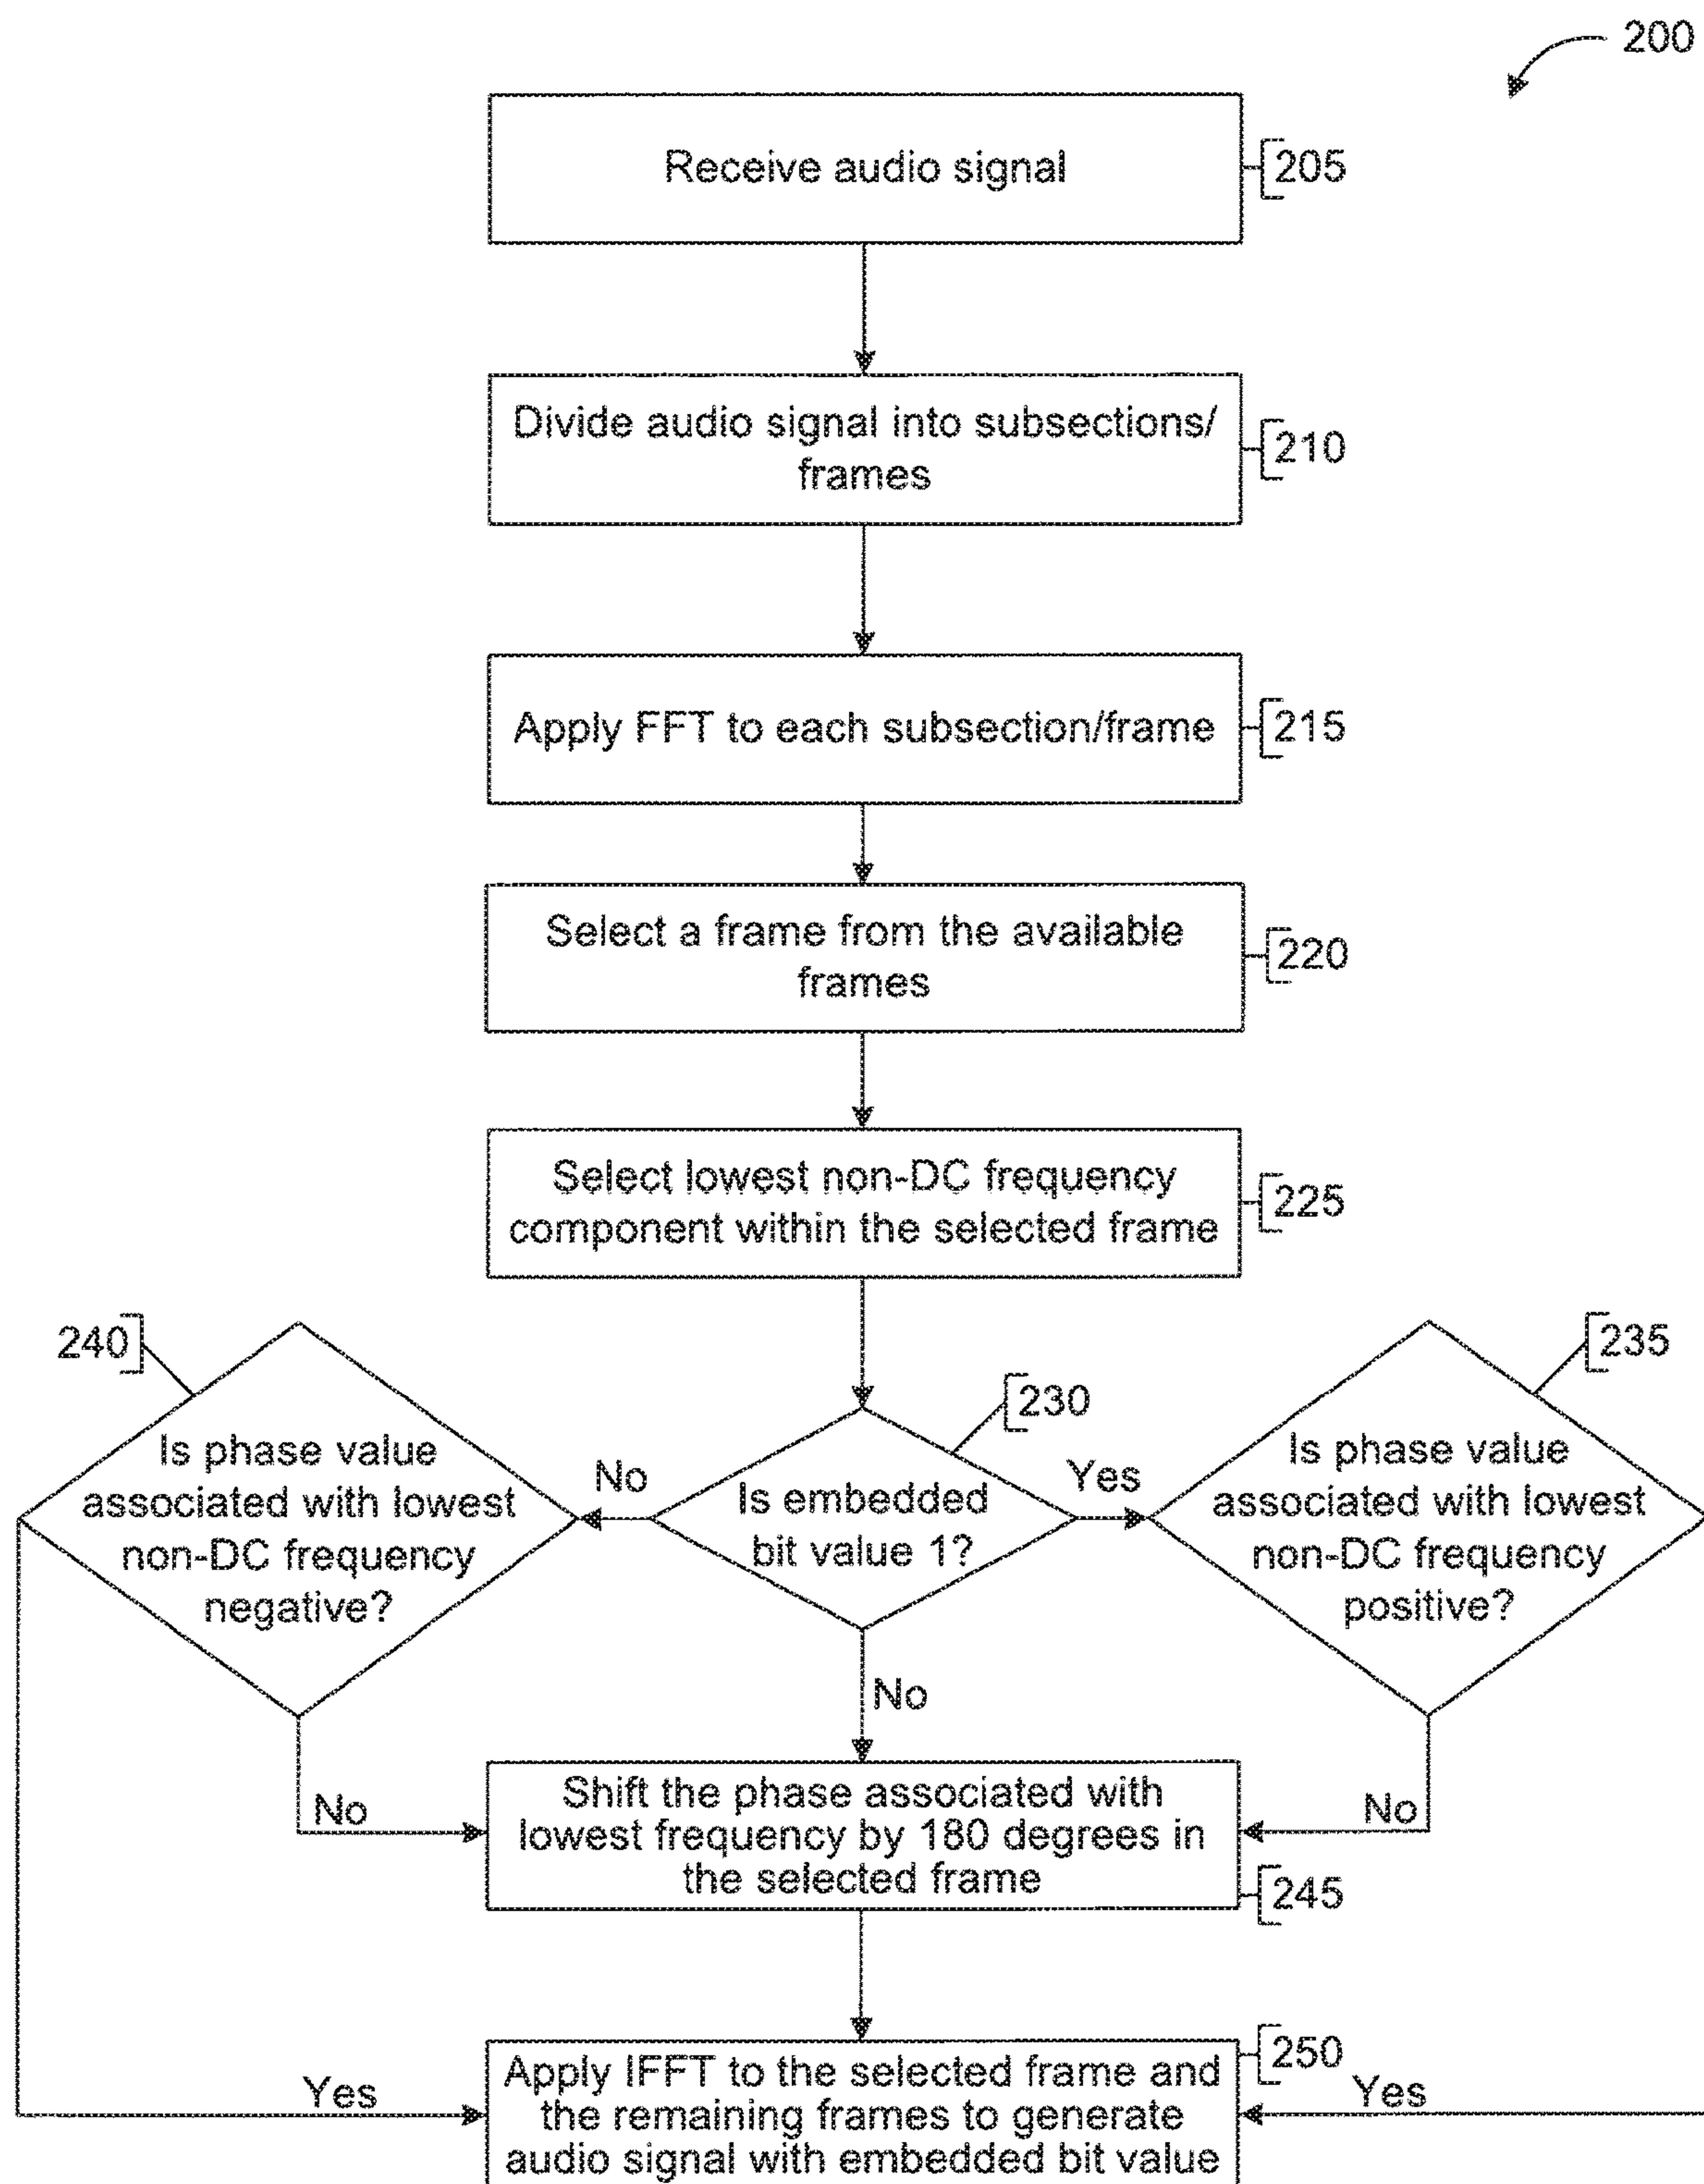 200
Receive audio signal
205
Divide audio signal into subsections/
frames
210
Apply FFT to each subsection/frame
215
Select a frame from the available
frames
220
Select lowest non-DC frequency
component within the selected frame
225
240
235
230
Is phase value
associated with lowest
non-DC frequency
negative?
No
Is embedded
bit value 1?
Yes
Is phase value
associated with lowest
non-DC frequency
positive?
No
No
Shift the phase associated with
lowest frequency by 180 degrees in
the selected frame
No
245
250
Yes
Apply IFFT to the selected frame and
the remaining frames to generate
audio signal with embedded bit value
Yes